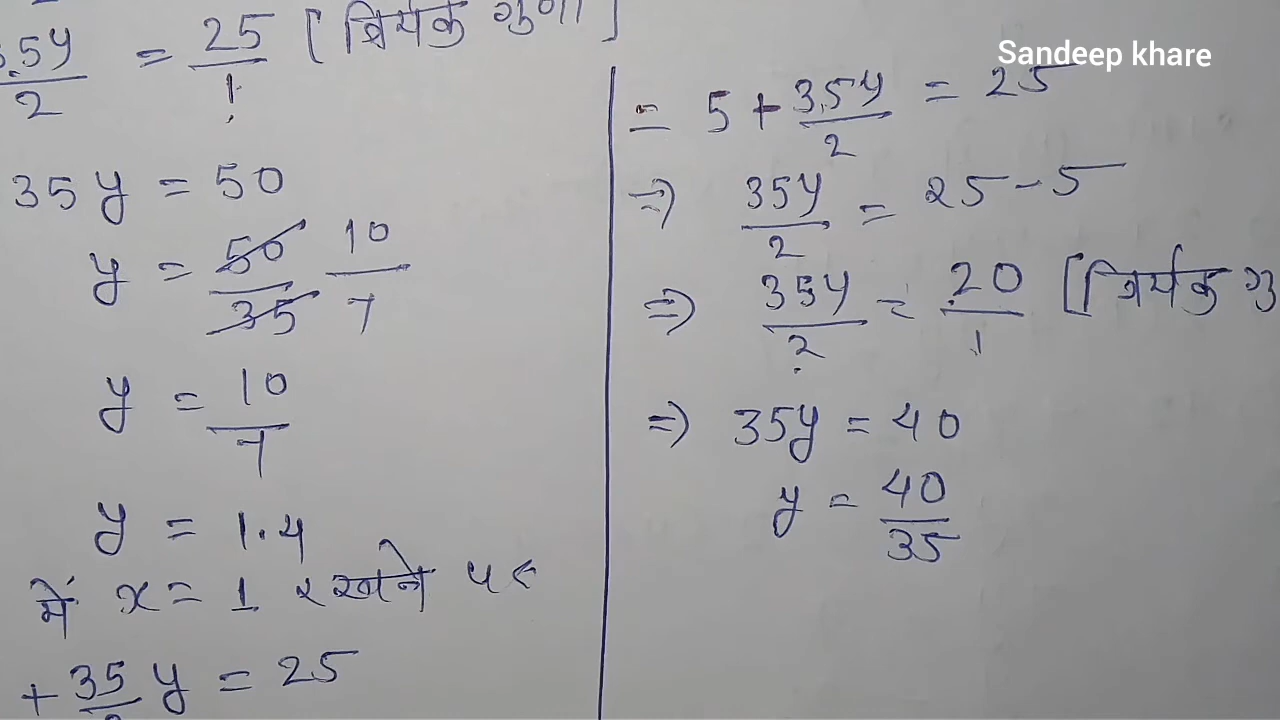 35y/2 = 25/1 [त्रिर्यक गुणा]
35y = 50
y = 50/35 10/7
y = 10/7
y = 1.4
में x = 1 रखने पर
+ 35/2 y = 25
Sandeep khare
= 5 + 35y/2 = 25
⇒ 35y/2 = 25 - 5
⇒ 35y/2 = 20/1 [त्रिर्यक गु
⇒ 35y = 40
y = 40/35